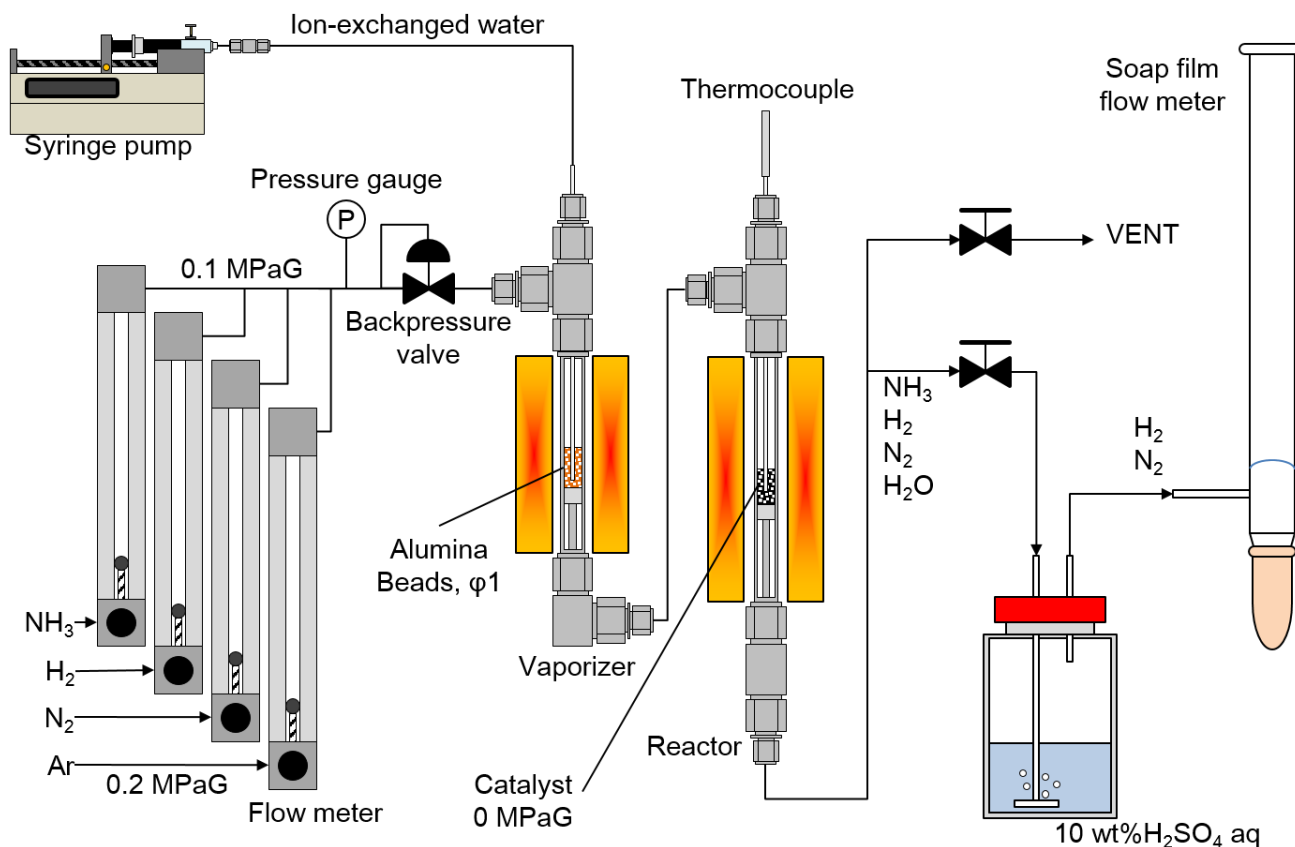 Ion-exchanged water
Syringe pump
Thermocouple
Soap film
flow meter
Pressure gauge
P
0.1 MPaG
Backpressure
valve
VENT
NH₃
H₂
N₂
H₂O
H₂
N₂
Alumina
Beads, φ1
Vaporizer
NH₃
H₂
N₂
Ar
0.2 MPaG
Flow meter
Reactor
Catalyst
0 MPaG
10 wt%H₂SO₄ aq